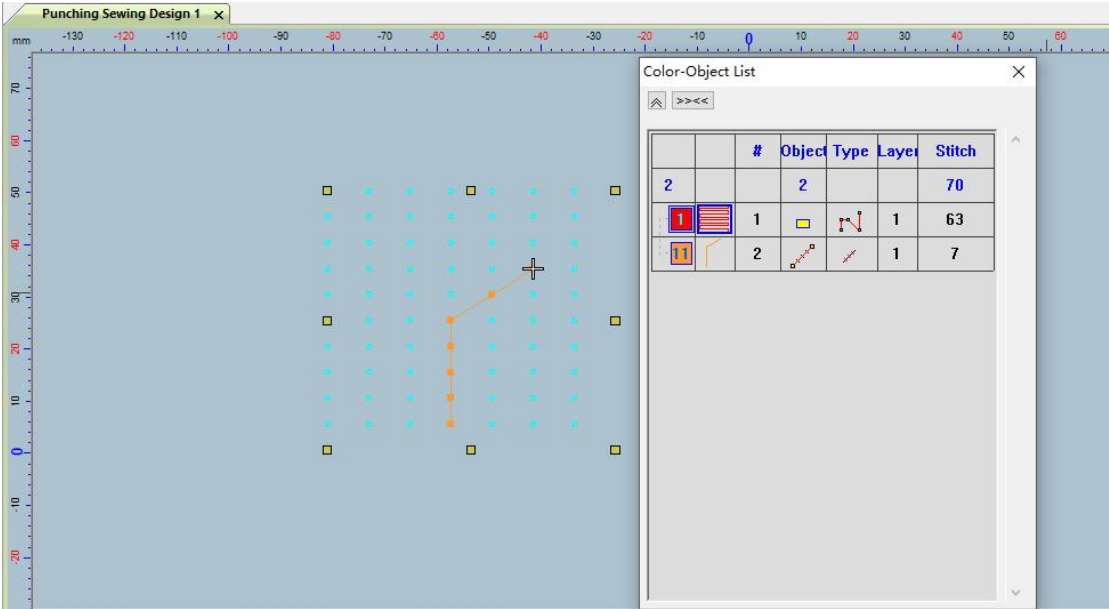 Punching Sewing Design 1 x
mm -130 -120 -110 -100 -90 -80 -70 -60 -50 -40 -30 -20 -10 0 10 20 30 40 50 60
70
60
50
40
30
20
10
0
-10
-20
Color-Object List
>><<
# Object Type Layer Stitch
2 2 70
1 1 1 63
11 2 1 7